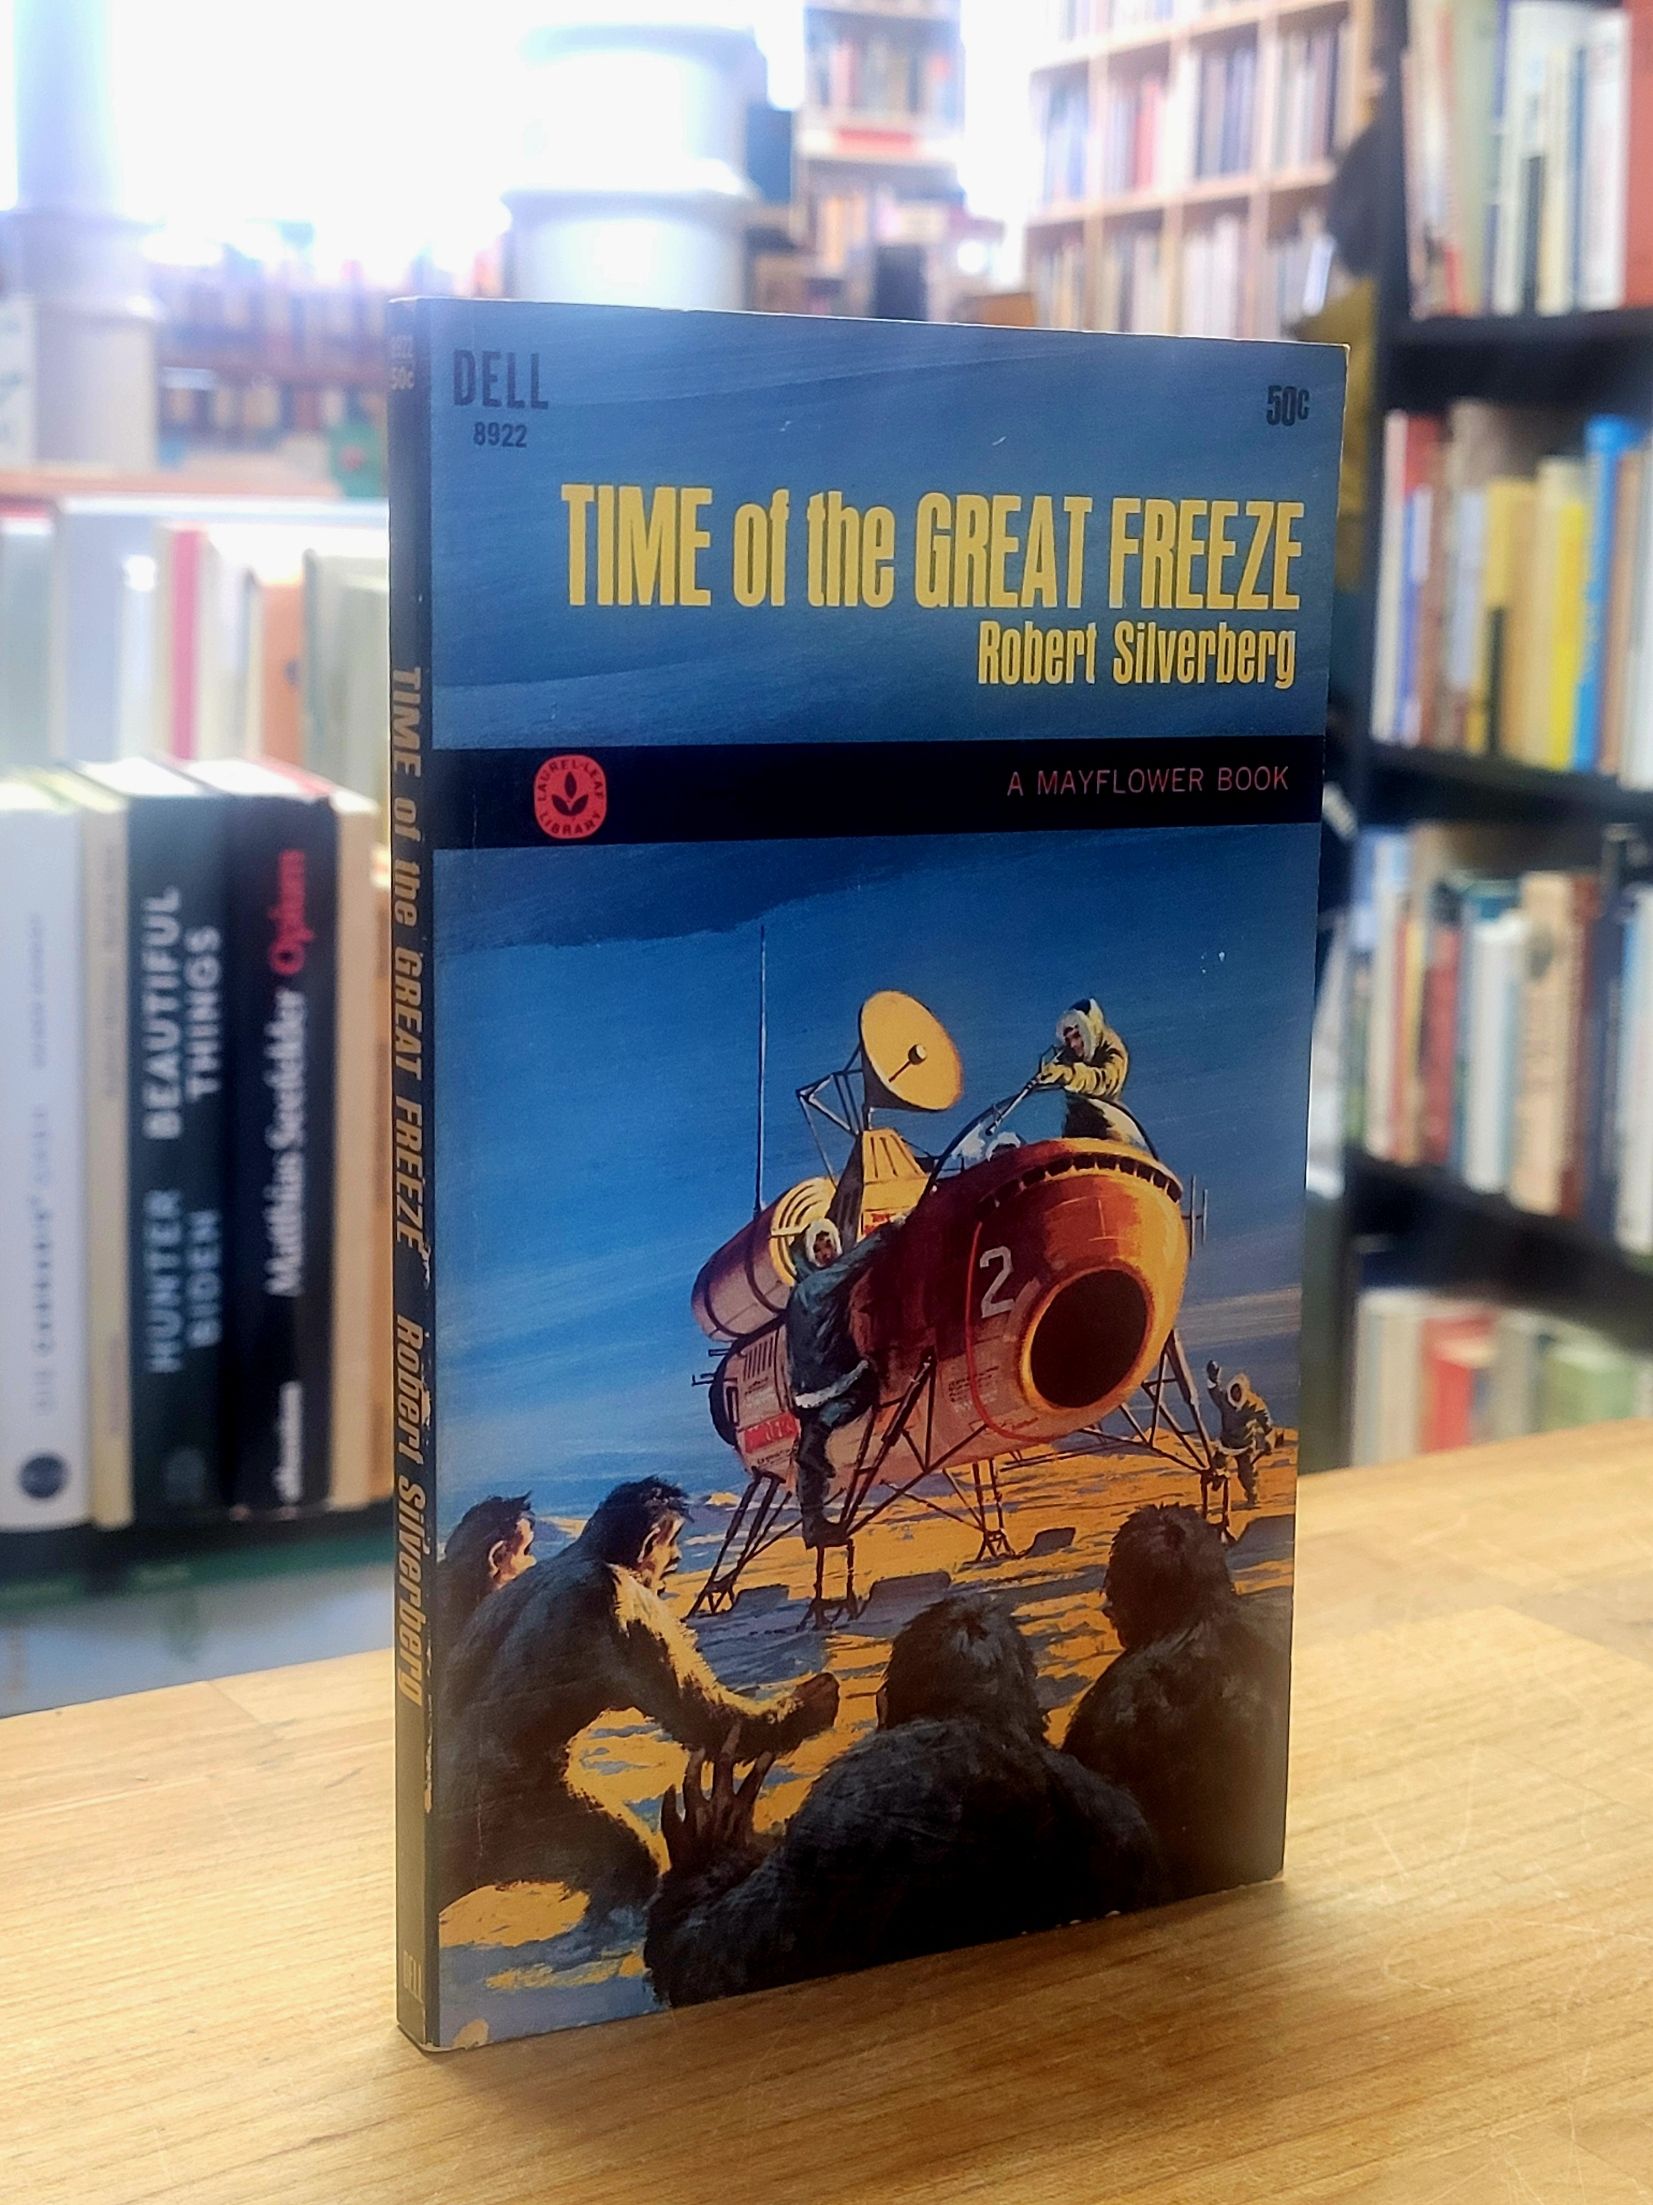 DELL
8922
50¢
TIME of the GREAT FREEZE
Robert Silverberg
LAUREL-LEAF LIBRARY
A MAYFLOWER BOOK
2
50¢
TIME of the GREAT FREEZE Robert Silverberg
DELL
HUNTER BIDEN
BEAUTIFUL THINGS
Matthias Seefelder Opium